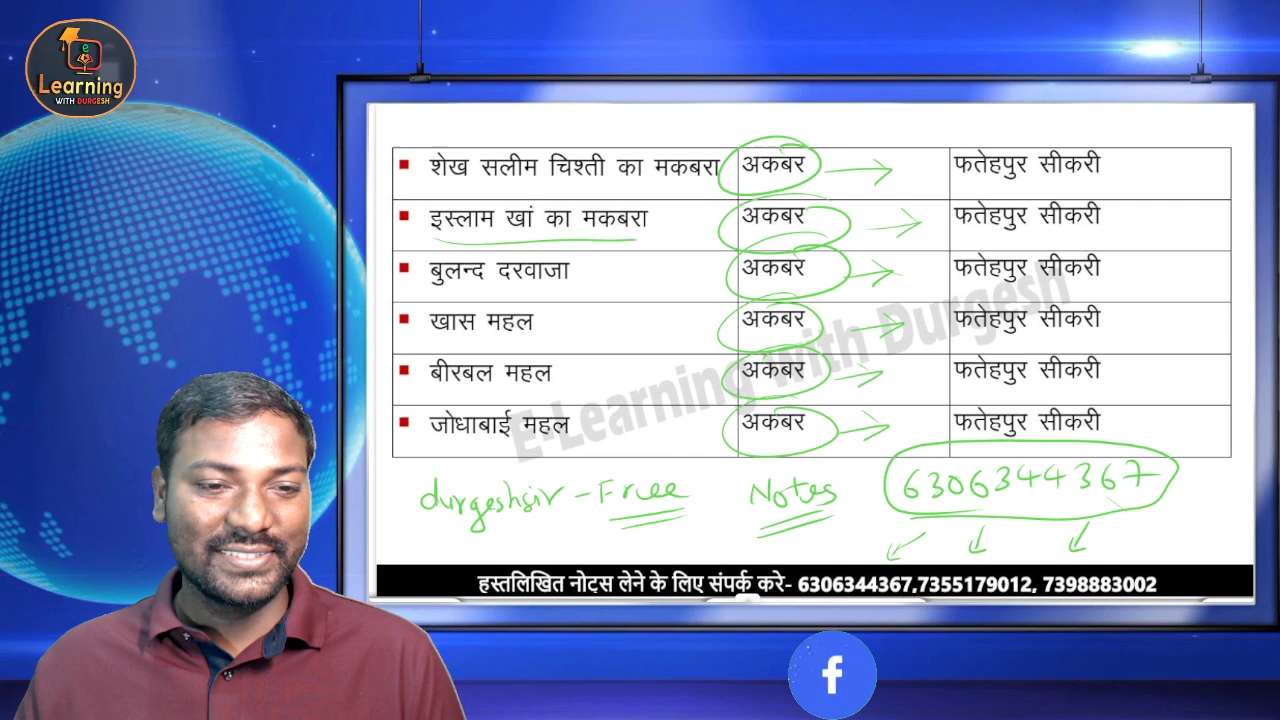 e
Learning
WITH DURGESH
शेख सलीम चिश्ती का मकबरा अकबर → फतेहपुर सीकरी
इस्लाम खां का मकबरा अकबर → फतेहपुर सीकरी
बुलन्द दरवाजा अकबर → फतेहपुर सीकरी
खास महल अकबर → फतेहपुर सीकरी
बीरबल महल अकबर → फतेहपुर सीकरी
जोधाबाई महल अकबर → फतेहपुर सीकरी
E-Learning with Durgesh
durgeshsir - Free Notes 6306344367
हस्तलिखित नोट्स लेने के लिए संपर्क करे- 6306344367,7355179012, 7398883002
f